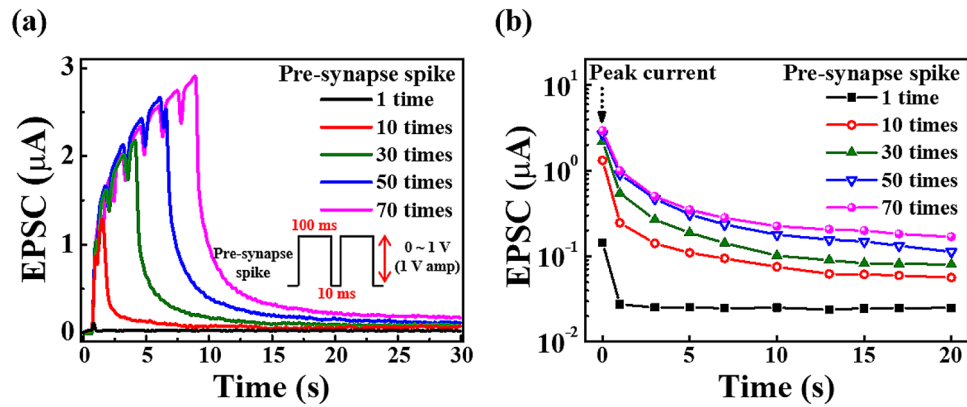 (a)
3
2
1
0
EPSC (μA)
0 5 10 15 20 25 30
Time (s)
Pre-synapse spike
1 time
10 times
30 times
50 times
70 times
100 ms
Pre-synapse
spike
10 ms
0 ~ 1 V
(1 V amp)
(b)
10¹
10⁰
10⁻¹
10⁻²
EPSC (μA)
0 5 10 15 20
Time (s)
Peak current
Pre-synapse spike
1 time
10 times
30 times
50 times
70 times